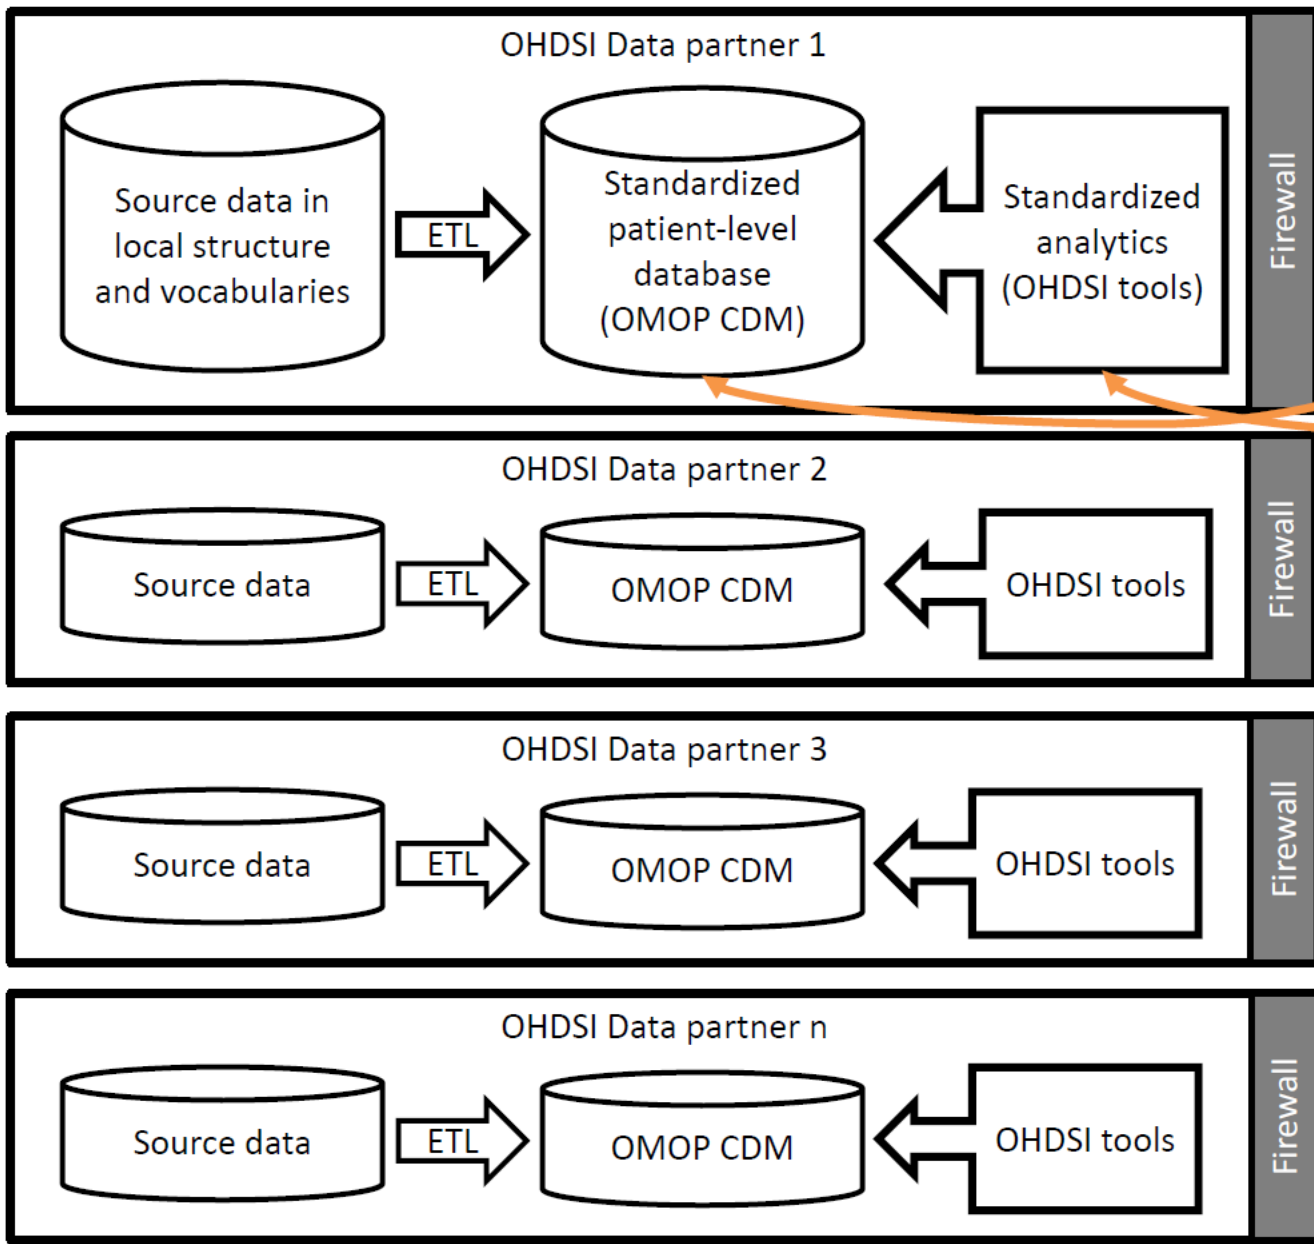 OHDSI Data partner 1
Source data in
local structure
and vocabularies
ETL
Standardized
patient-level
database
(OMOP CDM)
Standardized
analytics
(OHDSI tools)
Firewall
OHDSI Data partner 2
Source data
ETL
OMOP CDM
OHDSI tools
Firewall
OHDSI Data partner 3
Source data
ETL
OMOP CDM
OHDSI tools
Firewall
OHDSI Data partner n
Source data
ETL
OMOP CDM
OHDSI tools
Firewall